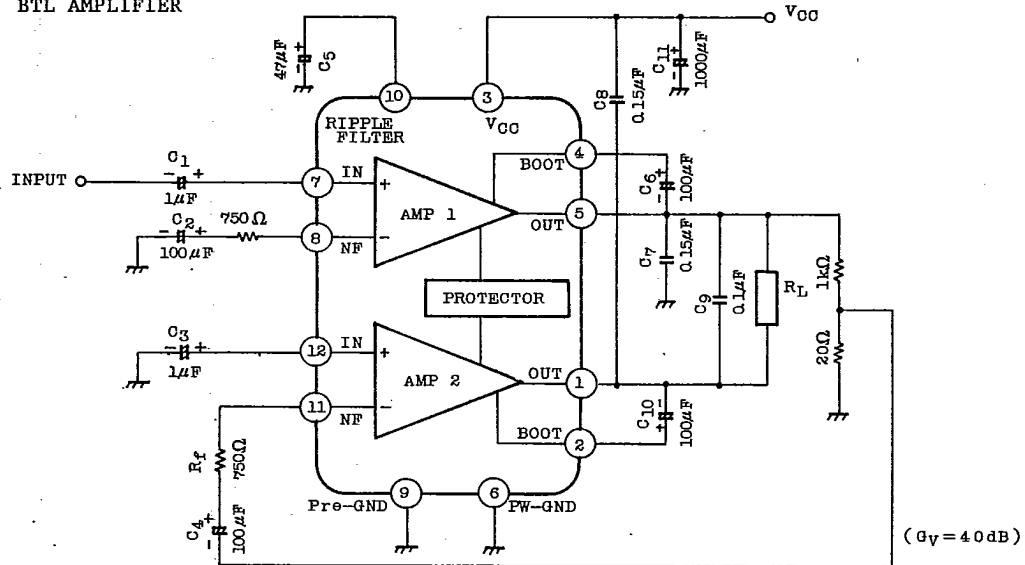 BTL AMPLIFIER
VCC
47μF
C5
C11
1000μF
C8
0.15μF
10
3
RIPPLE
FILTER
VCC
4
BOOT
C6
100μF
INPUT
C1
1μF
7
IN
AMP 1
5
OUT
C2
100μF
750Ω
8
NF
C7
0.15μF
C9
0.1μF
RL
1kΩ
20Ω
PROTECTOR
C3
1μF
12
IN
AMP 2
OUT
1
11
NF
BOOT
2
C10
100μF
Rf
750Ω
C4
100μF
Pre-GND
9
6
PW-GND
(GV=40dB)